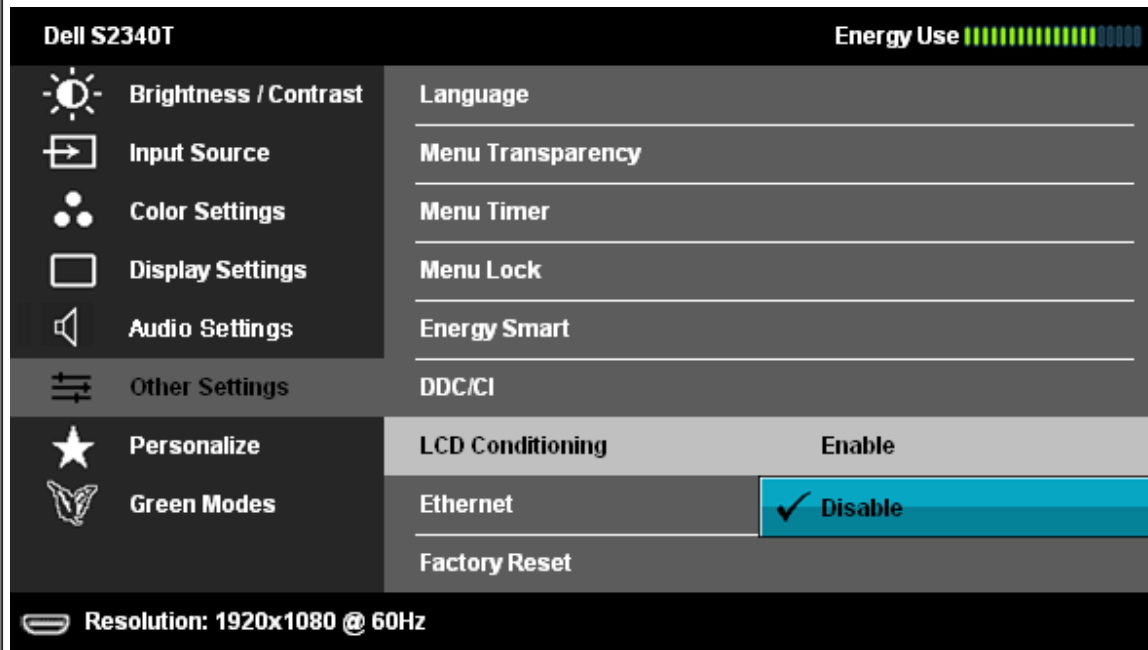 Dell S2340T Energy Use
Brightness / Contrast Language
Input Source Menu Transparency
Color Settings Menu Timer
Display Settings Menu Lock
Audio Settings Energy Smart
Other Settings DDC/CI
Personalize LCD Conditioning Enable
Green Modes Ethernet Disable
Factory Reset
Resolution: 1920x1080 @ 60Hz